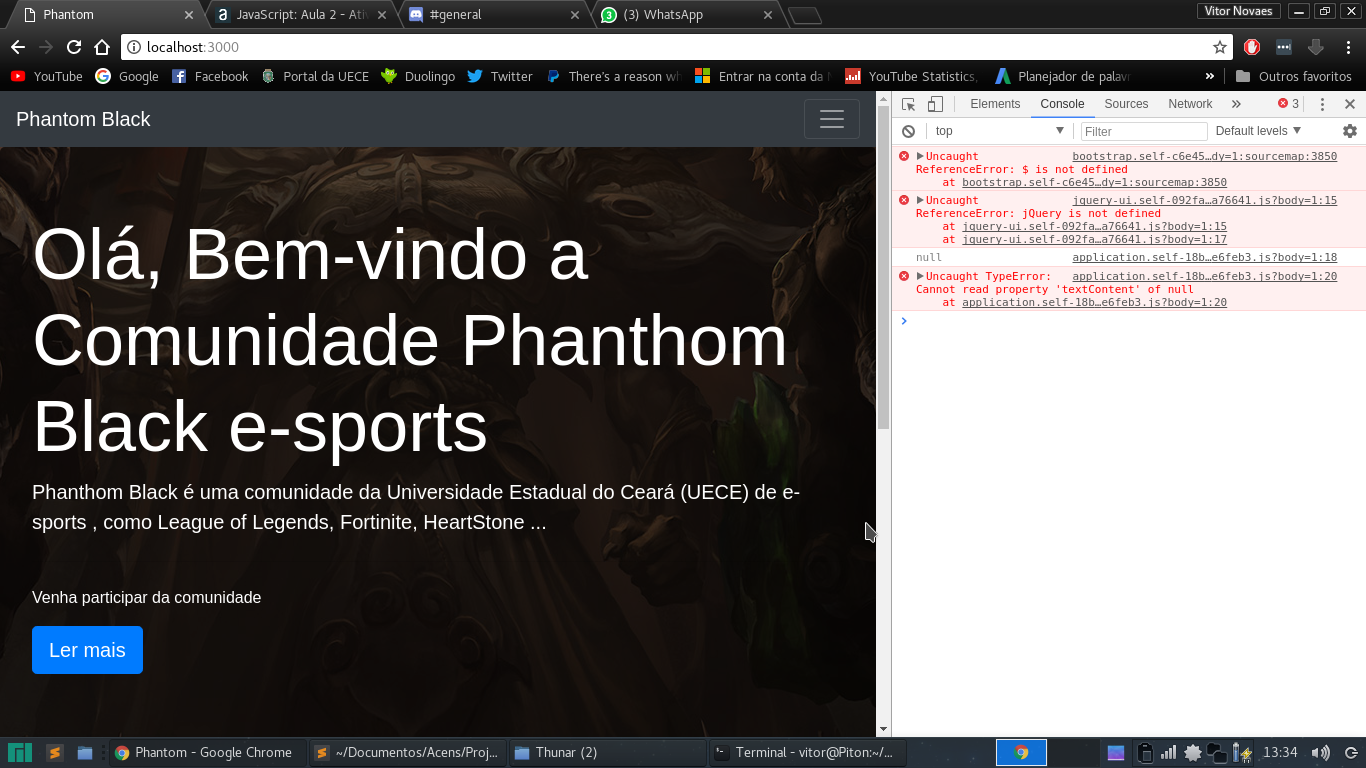 Phantom
JavaScript: Aula 2 - Ati
#general
(3) WhatsApp
Vitor Novaes
localhost:3000
YouTube
Google
Facebook
Portal da UECE
Duolingo
Twitter
There's a reason wh
Entrar na conta da
YouTube Statistics,
Planejador de palav
»
Outros favoritos
Phantom Black
Elements
Console
Sources
Network
»
3
top
Filter
Default levels
Uncaught bootstrap.self-c6e45…dy=1:sourcemap:3850
ReferenceError: $ is not defined
at bootstrap.self-c6e45…dy=1:sourcemap:3850
Uncaught jquery-ui.self-092fa…a76641.js?body=1:15
ReferenceError: jQuery is not defined
at jquery-ui.self-092fa…a76641.js?body=1:15
at jquery-ui.self-092fa…a76641.js?body=1:17
null application.self-18b…e6feb3.js?body=1:18
Uncaught TypeError: application.self-18b…e6feb3.js?body=1:20
Cannot read property 'textContent' of null
at application.self-18b…e6feb3.js?body=1:20
Olá, Bem-vindo a
Comunidade Phanthom
Black e-sports
Phanthom Black é uma comunidade da Universidade Estadual do Ceará (UECE) de e-
sports , como League of Legends, Fortinite, HeartStone ...
Venha participar da comunidade
Ler mais
Phantom - Google Chrome
~/Documentos/Acens/Proj...
Thunar (2)
Terminal - vitor@Piton:~/...
13:34